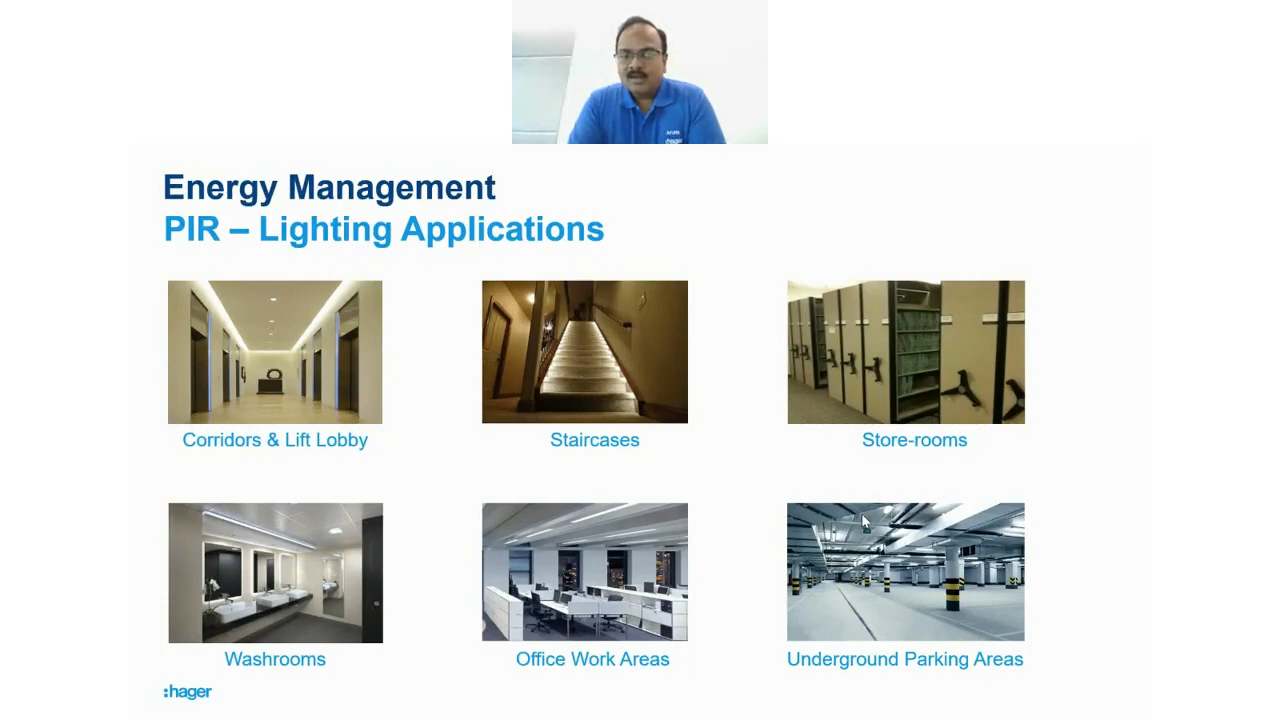 :hager
Energy Management
PIR – Lighting Applications
Corridors & Lift Lobby
Staircases
Store-rooms
Washrooms
Office Work Areas
Underground Parking Areas
:hager